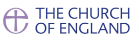 THE CHURCH
OF ENGLAND